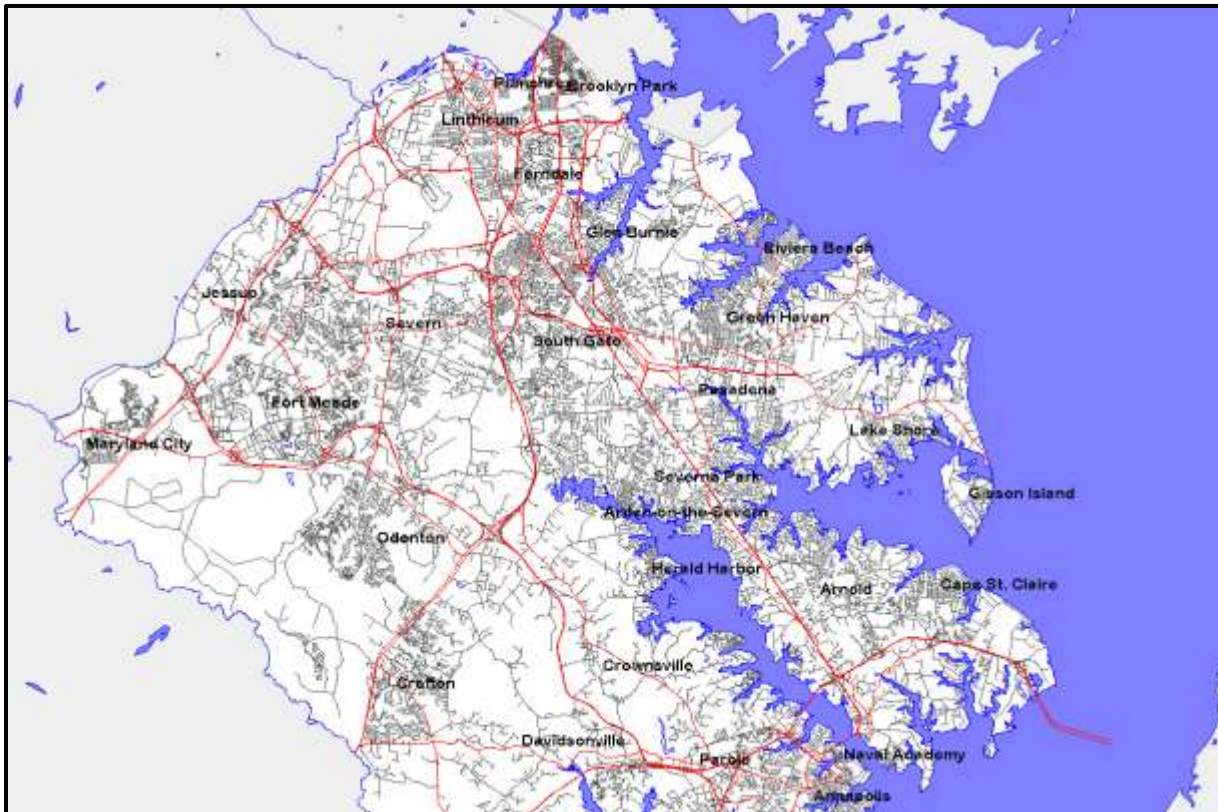 Brooklyn Park
Linthicum
Ferndale
Glen Burnie
Riviera Beach
Jessup
Green Haven
Severn
South Gate
Pasadena
Fort Meade
Lake Shore
Maryland City
Severna Park
Gibson Island
Arden-on-the-Severn
Odenton
Herald Harbor
Arnold
Cape St. Claire
Crownsville
Crofton
Davidsonville
Naval Academy
Parole
Annapolis